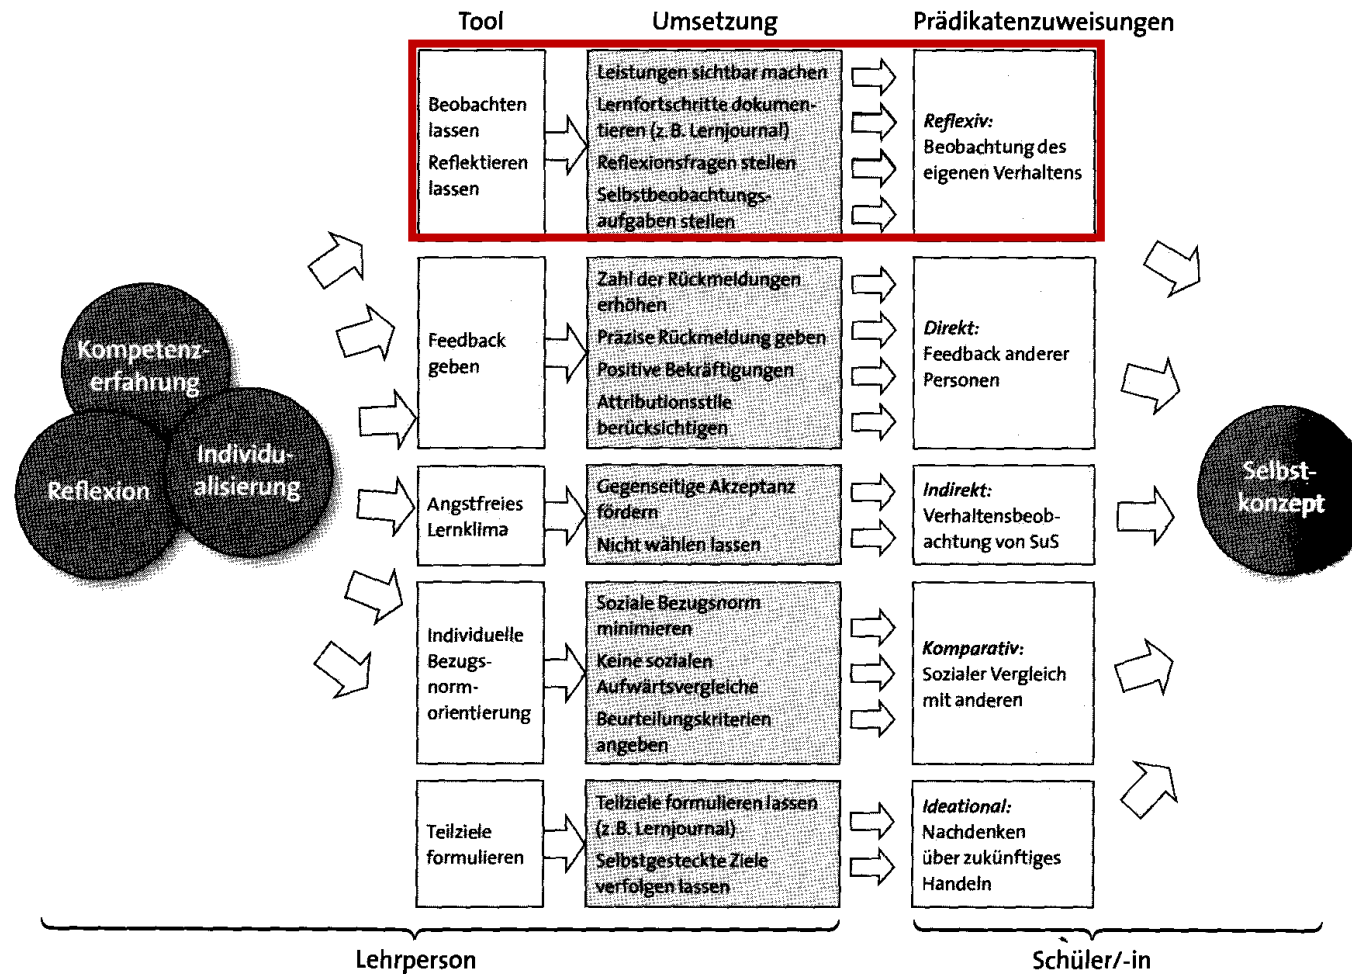 Tool
Umsetzung
Prädikatenzuweisungen
Beobachten
lassen
Reflektieren
lassen
Leistungen sichtbar machen
Lernfortschritte dokumen-
tieren (z.B. Lernjournal)
Reflexionsfragen stellen
Selbstbeobachtungs-
aufgaben stellen
Reflexiv:
Beobachtung des
eigenen Verhaltens
Kompetenz-
erfahrung
Reflexion
Individu-
alisierung
Feedback
geben
Zahl der Rückmeldungen
erhöhen
Präzise Rückmeldung geben
Positive Bekräftigungen
Attributionsstile
berücksichtigen
Direkt:
Feedback anderer
Personen
Angstfreies
Lernklima
Gegenseitige Akzeptanz
fördern
Nicht wählen lassen
Indirekt:
Verhaltensbeob-
achtung von SuS
Selbst-
konzept
Individuelle
Bezugs-
norm-
orientierung
Soziale Bezugsnorm
minimieren
Keine sozialen
Aufwärtsvergleiche
Beurteilungskriterien
angeben
Komparativ:
Sozialer Vergleich
mit anderen
Teilziele
formulieren
Teilziele formulieren lassen
(z.B. Lernjournal)
Selbstgesteckte Ziele
verfolgen lassen
Ideational:
Nachdenken
über zukünftiges
Handeln
Lehrperson
Schüler/-in